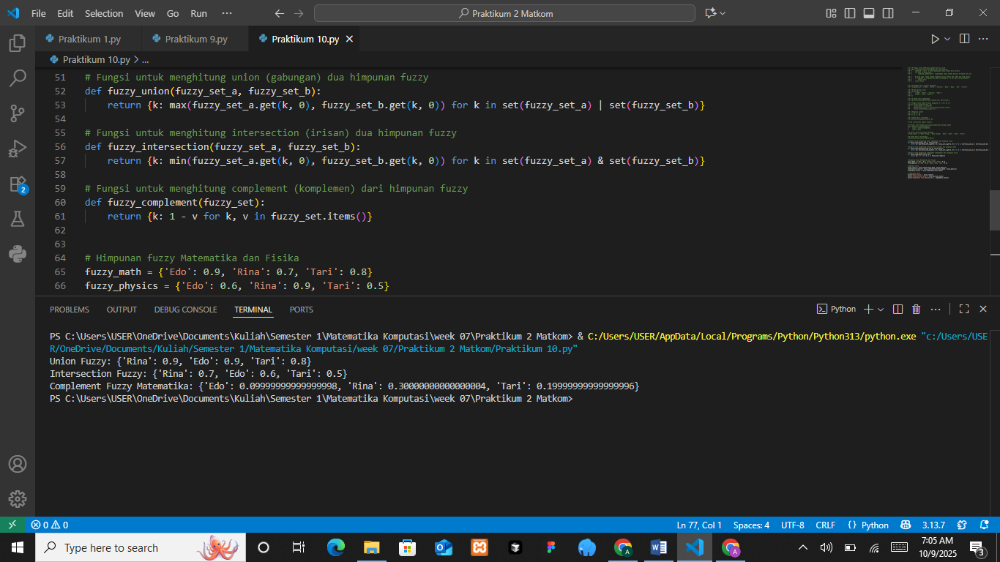 File Edit Selection View Go Run ··· Praktikum 2 Matkom
Praktikum 1.py Praktikum 9.py Praktikum 10.py
Praktikum 10.py > ...
51 # Fungsi untuk menghitung union (gabungan) dua himpunan fuzzy
52 def fuzzy_union(fuzzy_set_a, fuzzy_set_b):
53     return {k: max(fuzzy_set_a.get(k, 0), fuzzy_set_b.get(k, 0)) for k in set(fuzzy_set_a) | set(fuzzy_set_b)}
54
55 # Fungsi untuk menghitung intersection (irisan) dua himpunan fuzzy
56 def fuzzy_intersection(fuzzy_set_a, fuzzy_set_b):
57     return {k: min(fuzzy_set_a.get(k, 0), fuzzy_set_b.get(k, 0)) for k in set(fuzzy_set_a) & set(fuzzy_set_b)}
58
59 # Fungsi untuk menghitung complement (komplemen) dari himpunan fuzzy
60 def fuzzy_complement(fuzzy_set):
61     return {k: 1 - v for k, v in fuzzy_set.items()}
62
63
64 # Himpunan fuzzy Matematika dan Fisika
65 fuzzy_math = {'Edo': 0.9, 'Rina': 0.7, 'Tari': 0.8}
66 fuzzy_physics = {'Edo': 0.6, 'Rina': 0.9, 'Tari': 0.5}
2
PROBLEMS OUTPUT DEBUG CONSOLE TERMINAL PORTS Python
PS C:\Users\USER\OneDrive\Documents\Kuliah\Semester 1\Matematika Komputasi\week 07\Praktikum 2 Matkom> & C:/Users/USER/AppData/Local/Programs/Python/Python313/python.exe "c:/Users/USE
R/OneDrive/Documents/Kuliah/Semester 1/Matematika Komputasi/week 07/Praktikum 2 Matkom/Praktikum 10.py"
Union Fuzzy: {'Rina': 0.9, 'Edo': 0.9, 'Tari': 0.8}
Intersection Fuzzy: {'Rina': 0.7, 'Edo': 0.6, 'Tari': 0.5}
Complement Fuzzy Matematika: {'Edo': 0.09999999999999998, 'Rina': 0.30000000000000004, 'Tari': 0.19999999999999996}
PS C:\Users\USER\OneDrive\Documents\Kuliah\Semester 1\Matematika Komputasi\week 07\Praktikum 2 Matkom>
0 0 Ln 77, Col 1 Spaces: 4 UTF-8 CRLF {} Python 3.13.7
Type here to search
7:05 AM
10/9/2025
3